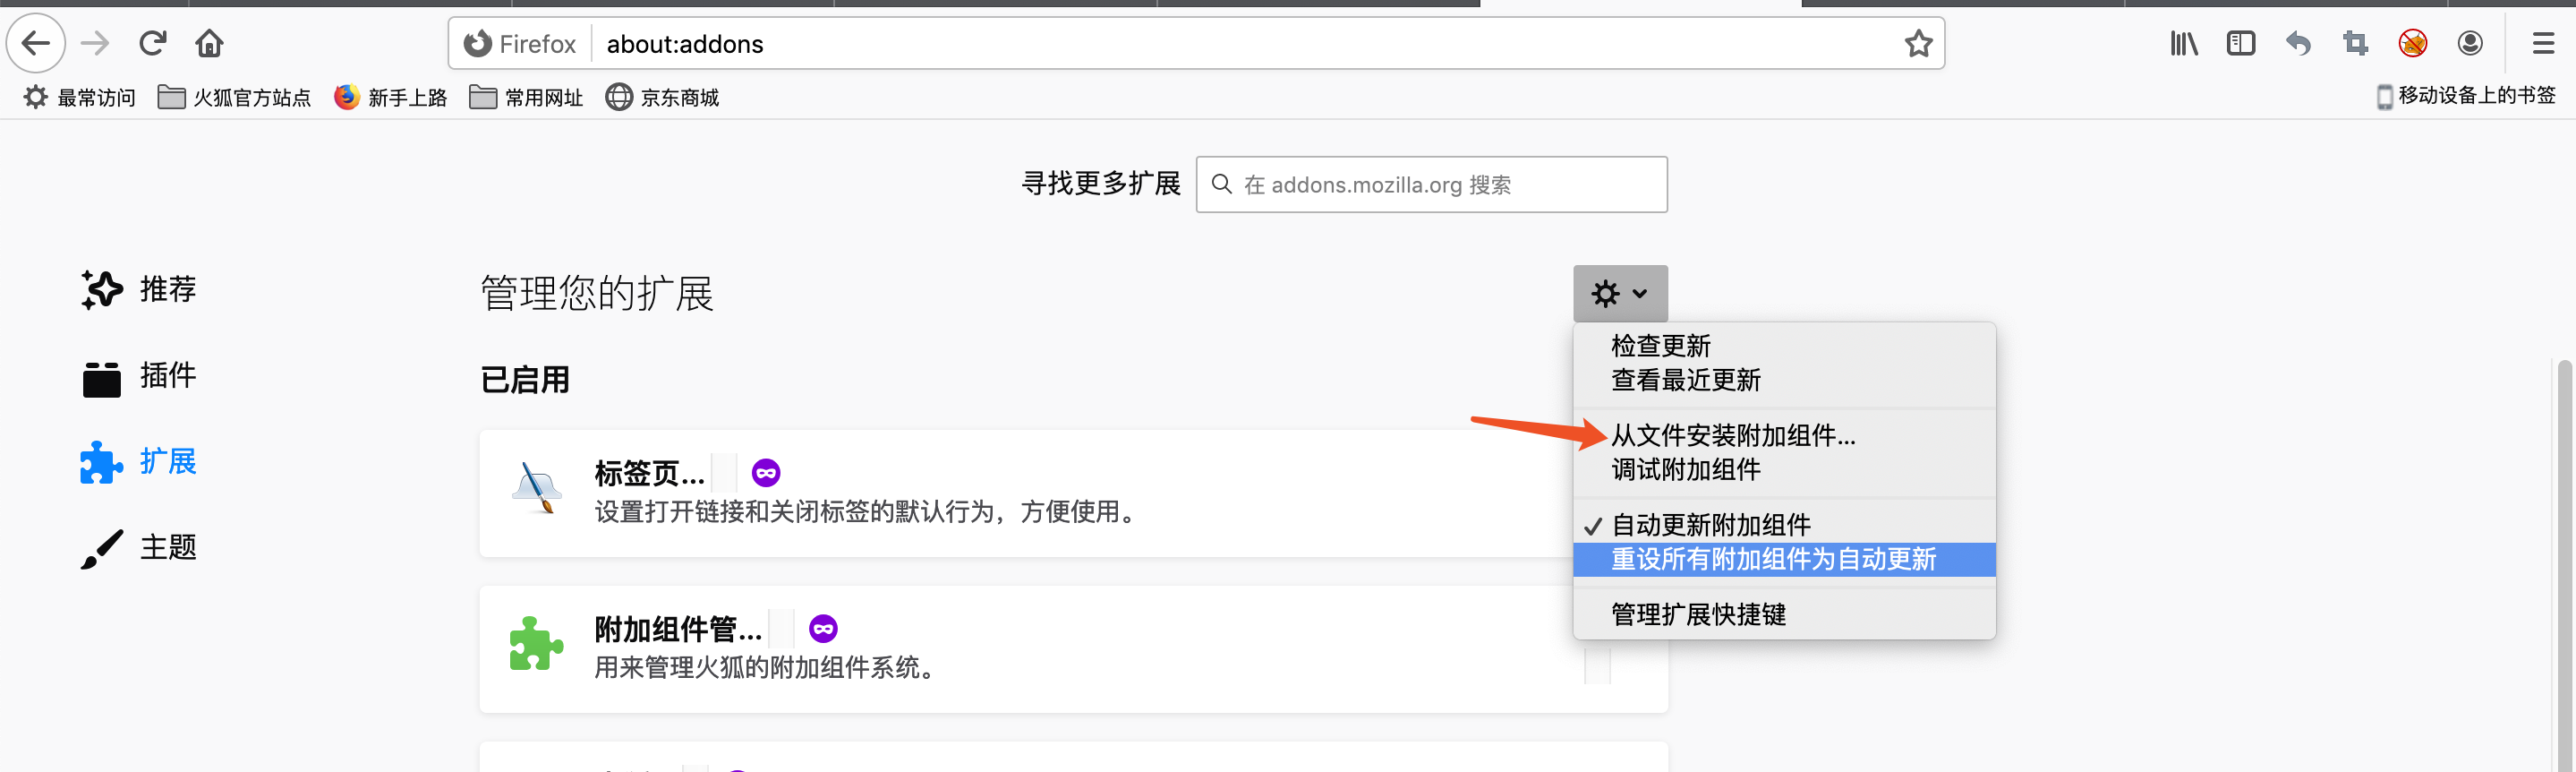 Firefox
about:addons
最常访问
火狐官方站点
新手上路
常用网址
京东商城
移动设备上的书签
寻找更多扩展
在 addons.mozilla.org 搜索
推荐
插件
扩展
主题
管理您的扩展
已启用
标签页...
设置打开链接和关闭标签的默认行为，方便使用。
附加组件管...
用来管理火狐的附加组件系统。
检查更新
查看最近更新
从文件安装附加组件...
调试附加组件
自动更新附加组件
重设所有附加组件为自动更新
管理扩展快捷键